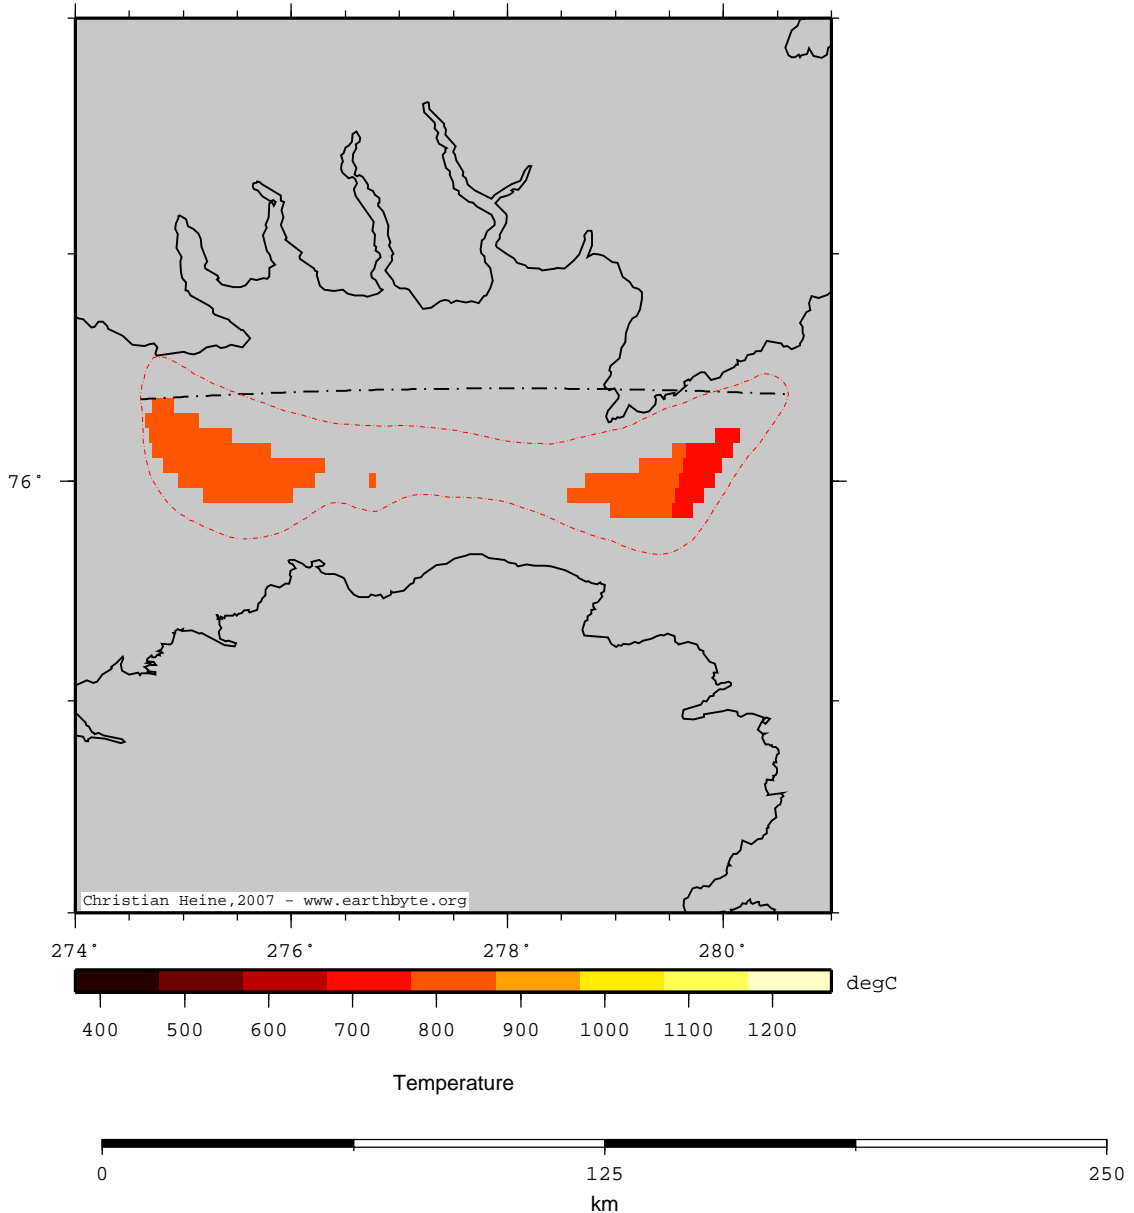 76°
Christian Heine,2007 - www.earthbyte.org
274° 276° 278° 280°
degC
400 500 600 700 800 900 1000 1100 1200
Temperature
0 125 250
km